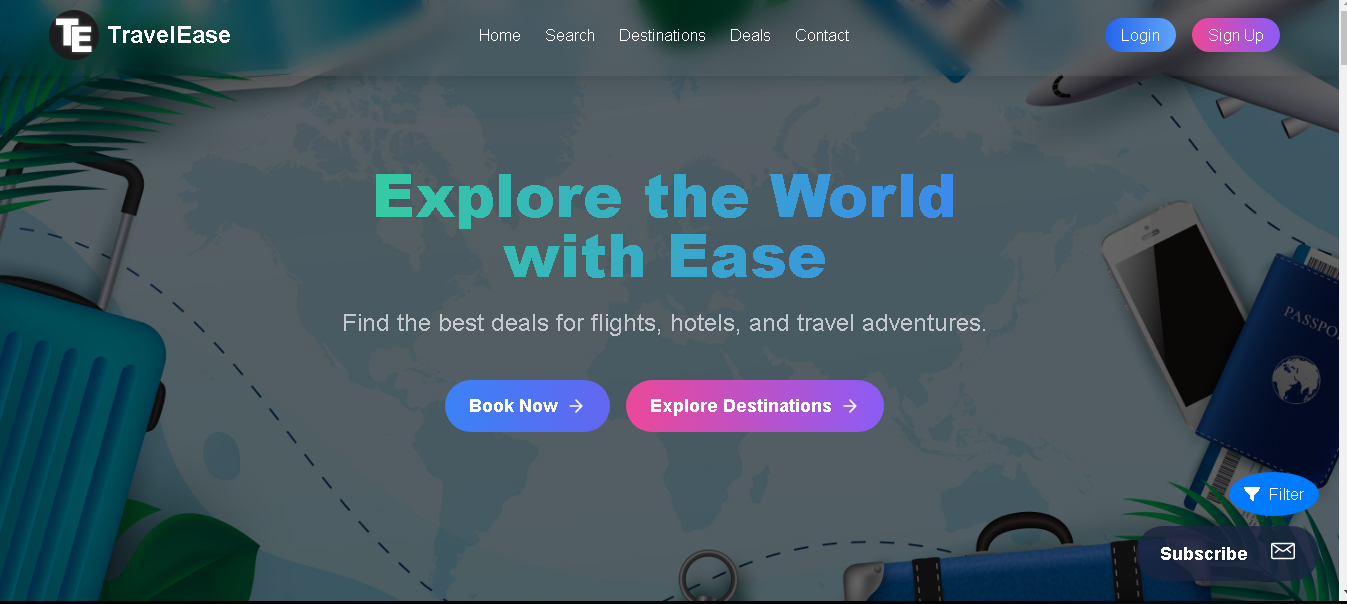 TE TravelEase Home Search Destinations Deals Contact Login Sign Up
Explore the World
with Ease
Find the best deals for flights, hotels, and travel adventures.
Book Now Explore Destinations
PASSPO
Filter
Subscribe